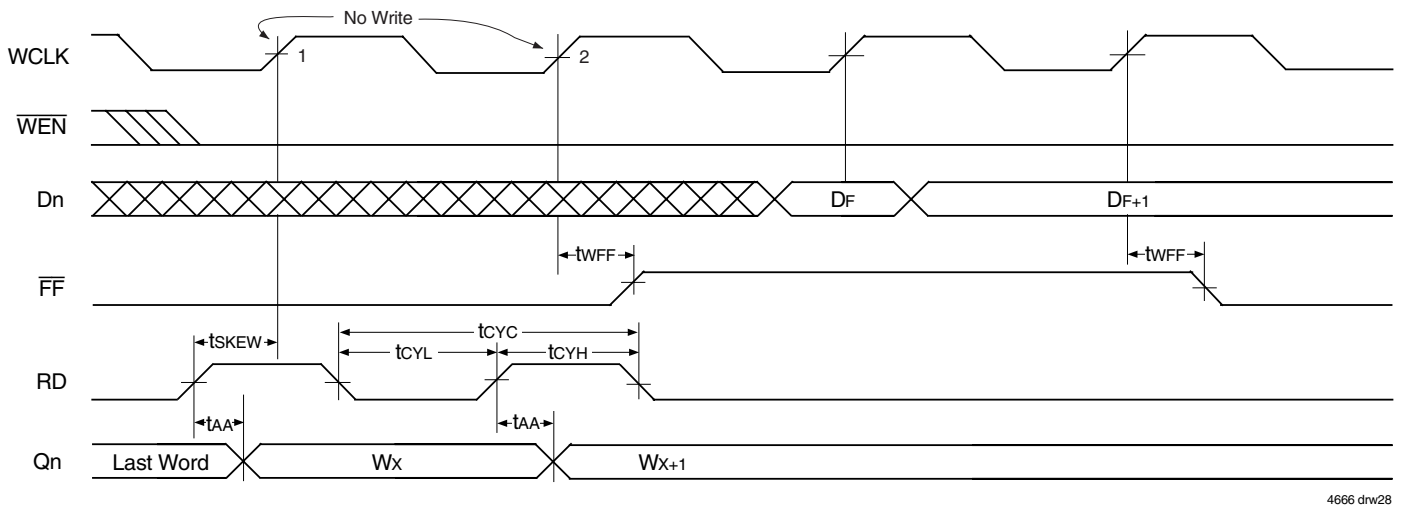 No Write
WCLK 1 2
WEN
Dn DF DF+1
tWFF tWFF
FF
tCYC
tSKEW tCYL tCYH
RD
tAA tAA
Qn Last Word WX WX+1
4666 drw28